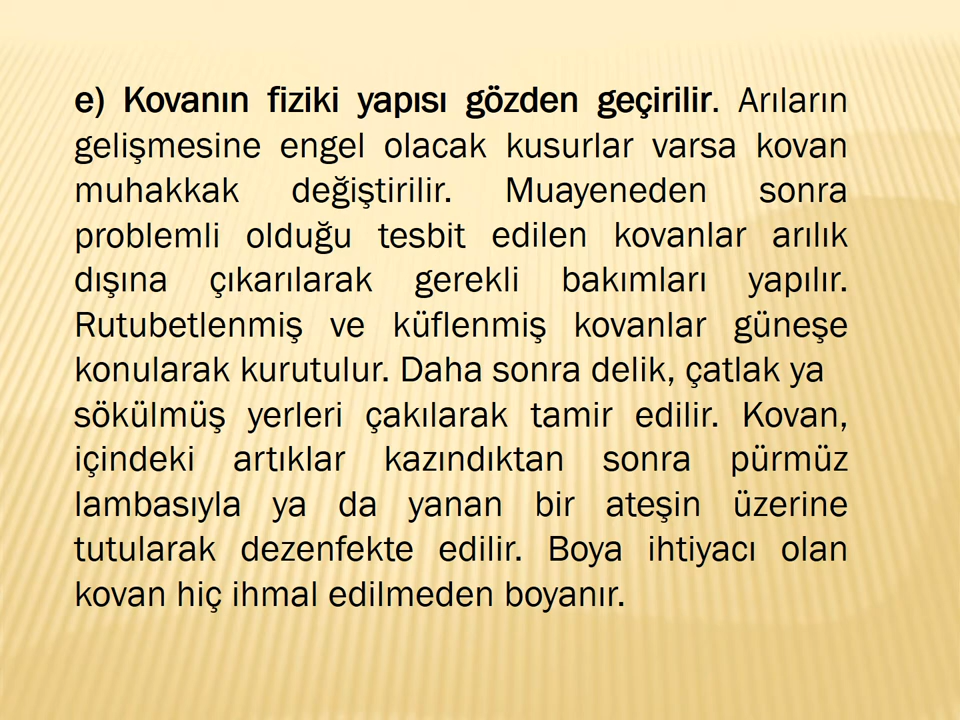 e) Kovanın fiziki yapısı gözden geçirilir. Arıların
gelişmesine engel olacak kusurlar varsa kovan
muhakkak değiştirilir. Muayeneden sonra
problemli olduğu tesbit edilen kovanlar arılık
dışına çıkarılarak gerekli bakımları yapılır.
Rutubetlenmiş ve küflenmiş kovanlar güneşe
konularak kurutulur. Daha sonra delik, çatlak ya
sökülmüş yerleri çakılarak tamir edilir. Kovan,
içindeki artıklar kazındıktan sonra pürmüz
lambasıyla ya da yanan bir ateşin üzerine
tutularak dezenfekte edilir. Boya ihtiyacı olan
kovan hiç ihmal edilmeden boyanır.